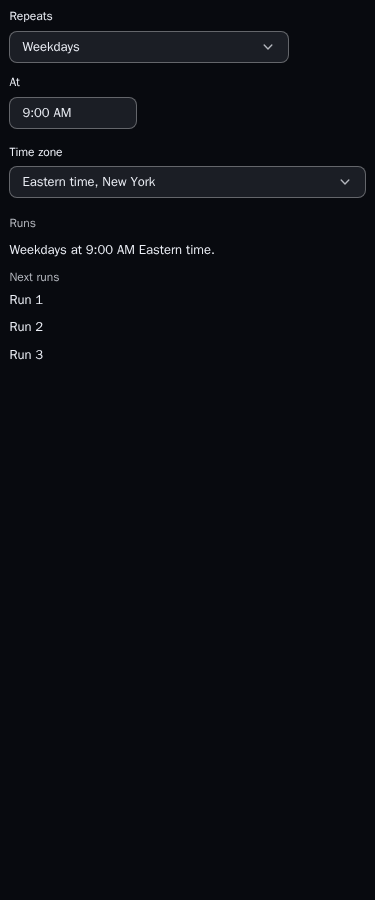 Repeats
Weekdays
At
9:00 AM
Time zone
Eastern time, New York
Runs
Weekdays at 9:00 AM Eastern time.
Next runs
Run 1
Run 2
Run 3